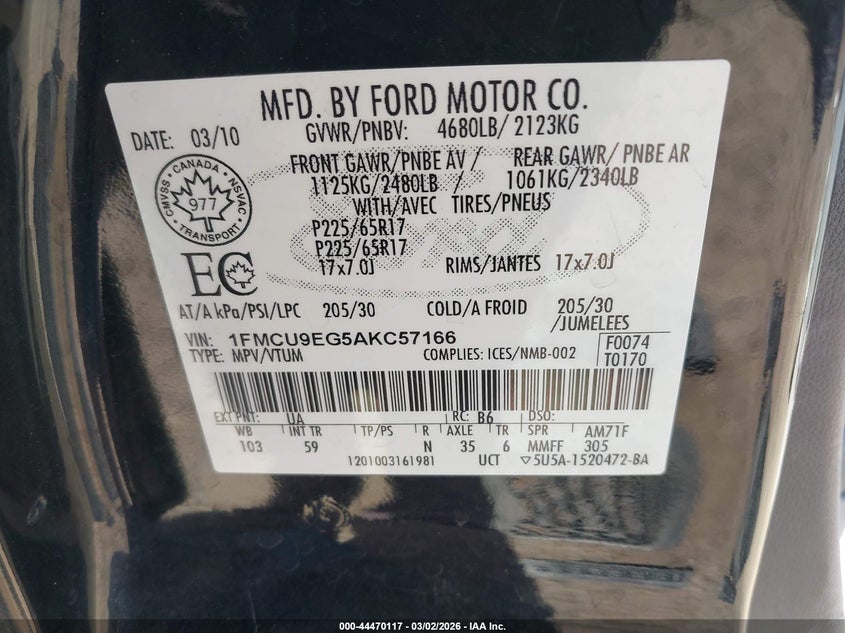 MFD. BY FORD MOTOR CO.
DATE: 03/10 GVWR/PNBV: 4680LB/ 2123KG
FRONT GAWR/PNBE AV / REAR GAWR/ PNBE AR
1125KG/2480LB / 1061KG/2340LB
WITH/AVEC TIRES/PNEUS
P225/65R17
P225/65R17
17x7.0J RIMS/JANTES 17x7.0J
CANADA
CMVSS 977 NSVAC
TRANSPORT
EC
AT/A kPa/PSI/LPC 205/30 COLD/A FROID 205/30
/JUMELEES
VIN: 1FMCU9EG5AKC57166
TYPE: MPV/VTUM COMPLIES: ICES/NMB-002
F0074
T0170
EXT PNT: UA RC: B6 DSO:
WB INT TR TP/PS R AXLE TR SPR AM71F
103 59 N 35 6 MMFF 305
1201003161981 UCT ▽5U5A-1520472-BA
000-44470117 - 03/02/2026 - IAA Inc.